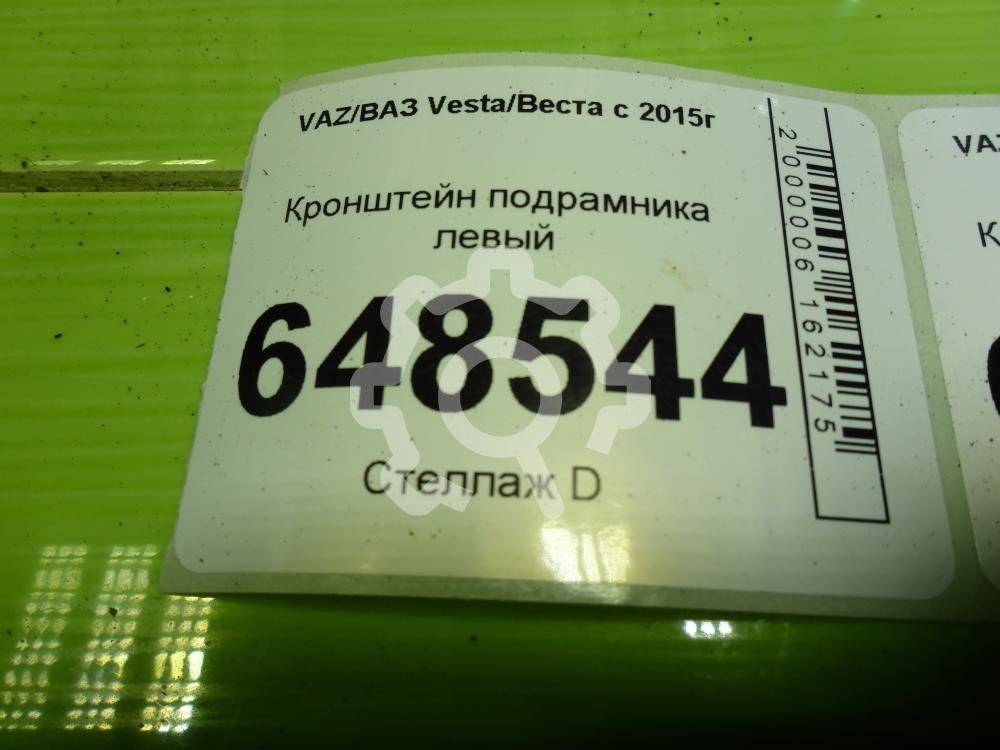 VAZ/ВАЗ Vesta/Веста с 2015г
Кронштейн подрамника
левый
648544
Стеллаж D
2000006162175
VAZ
К